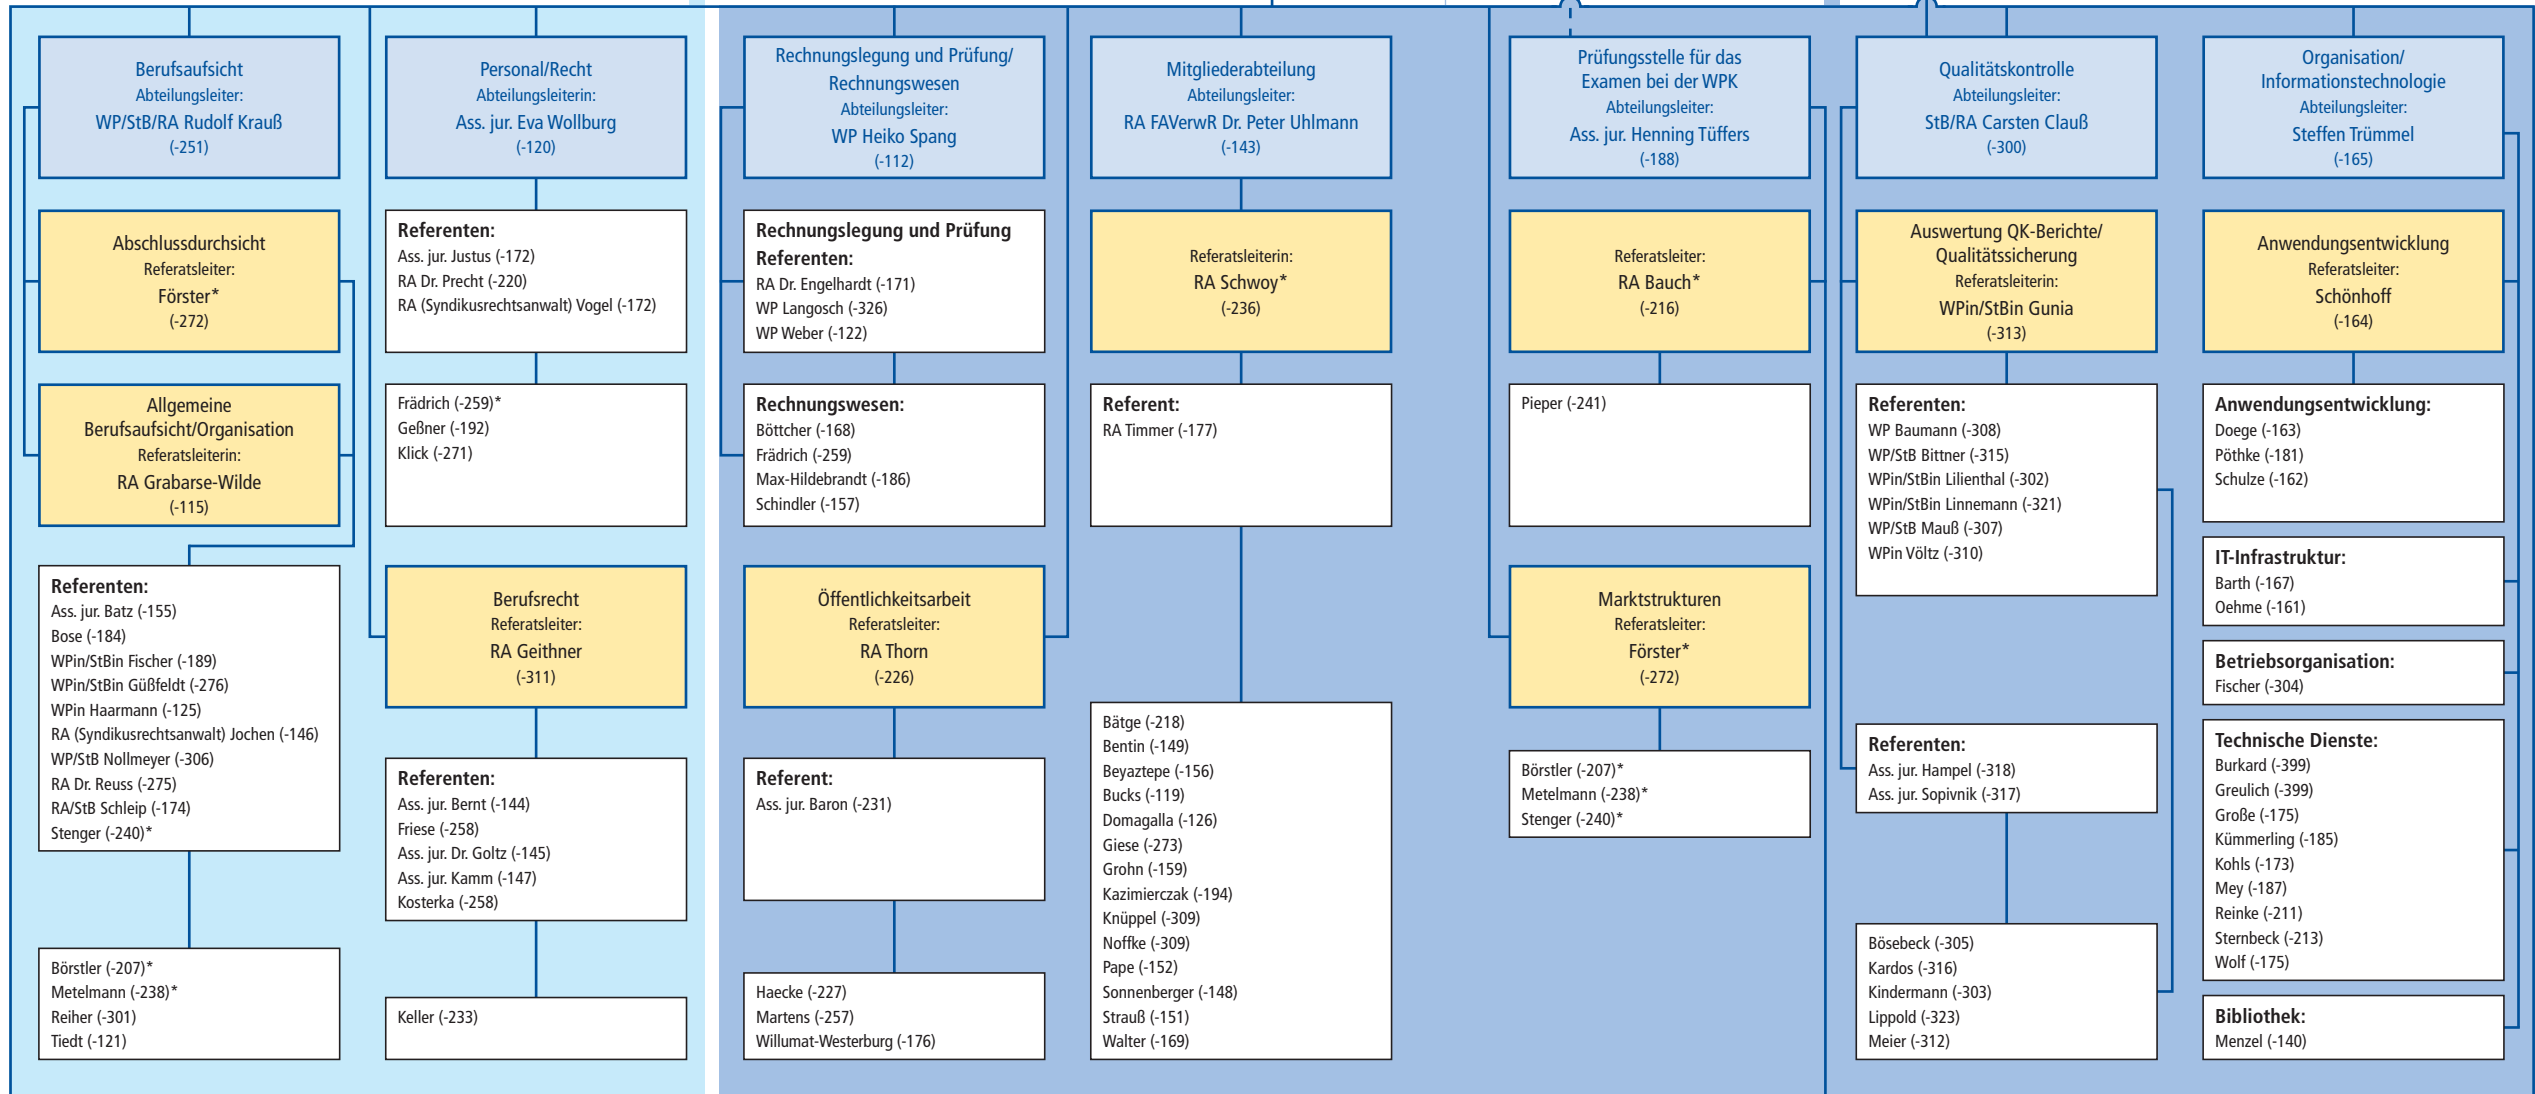 Berufsaufsicht
Abteilungsleiter:
WP/StB/RA Rudolf Krauß
(-251)
Abschlussdurchsicht
Referatsleiter:
Förster*
(-272)
Allgemeine
Berufsaufsicht/Organisation
Referatsleiterin:
RA Grabarse-Wilde
(-115)
Referenten:
Ass. jur. Batz (-155)
Bose (-184)
WPin/StBin Fischer (-189)
WPin/StBin Güßfeldt (-276)
WPin Haarmann (-125)
RA (Syndikusrechtsanwalt) Jochen (-146)
WP/StB Nollmeyer (-306)
RA Dr. Reuss (-275)
RA/StB Schleip (-174)
Stenger (-240)*
Börstler (-207)*
Metelmann (-238)*
Reiher (-301)
Tiedt (-121)
Personal/Recht
Abteilungsleiterin:
Ass. jur. Eva Wollburg
(-120)
Referenten:
Ass. jur. Justus (-172)
RA Dr. Precht (-220)
RA (Syndikusrechtsanwalt) Vogel (-172)
Frädrich (-259)*
Geßner (-192)
Klick (-271)
Berufsrecht
Referatsleiter:
RA Geithner
(-311)
Referenten:
Ass. jur. Bernt (-144)
Friese (-258)
Ass. jur. Dr. Goltz (-145)
Ass. jur. Kamm (-147)
Kosterka (-258)
Keller (-233)
Rechnungslegung und Prüfung/
Rechnungswesen
Abteilungsleiter:
WP Heiko Spang
(-112)
Rechnungslegung und Prüfung
Referenten:
RA Dr. Engelhardt (-171)
WP Langosch (-326)
WP Weber (-122)
Rechnungswesen:
Böttcher (-168)
Frädrich (-259)
Max-Hildebrandt (-186)
Schindler (-157)
Öffentlichkeitsarbeit
Referatsleiter:
RA Thorn
(-226)
Referent:
Ass. jur. Baron (-231)
Haecke (-227)
Martens (-257)
Willumat-Westerburg (-176)
Mitgliederabteilung
Abteilungsleiter:
RA FAVerwR Dr. Peter Uhlmann
(-143)
Referatsleiterin:
RA Schwoy*
(-236)
Referent:
RA Timmer (-177)
Bätge (-218)
Bentin (-149)
Beyaztepe (-156)
Bucks (-119)
Domagalla (-126)
Giese (-273)
Grohn (-159)
Kazimierczak (-194)
Knüppel (-309)
Noffke (-309)
Pape (-152)
Sonnenberger (-148)
Strauß (-151)
Walter (-169)
Prüfungsstelle für das
Examen bei der WPK
Abteilungsleiter:
Ass. jur. Henning Tüffers
(-188)
Referatsleiter:
RA Bauch*
(-216)
Pieper (-241)
Marktstrukturen
Referatsleiter:
Förster*
(-272)
Börstler (-207)*
Metelmann (-238)*
Stenger (-240)*
Qualitätskontrolle
Abteilungsleiter:
StB/RA Carsten Clauß
(-300)
Auswertung QK-Berichte/
Qualitätssicherung
Referatsleiterin:
WPin/StBin Gunia
(-313)
Referenten:
WP Baumann (-308)
WP/StB Bittner (-315)
WPin/StBin Lilienthal (-302)
WPin/StBin Linnemann (-321)
WP/StB Mauß (-307)
WPin Völtz (-310)
Referenten:
Ass. jur. Hampel (-318)
Ass. jur. Sopivnik (-317)
Bösebeck (-305)
Kardos (-316)
Kindermann (-303)
Lippold (-323)
Meier (-312)
Organisation/
Informationstechnologie
Abteilungsleiter:
Steffen Trümmel
(-165)
Anwendungsentwicklung
Referatsleiter:
Schönhoff
(-164)
Anwendungsentwicklung:
Doege (-163)
Pöthke (-181)
Schulze (-162)
IT-Infrastruktur:
Barth (-167)
Oehme (-161)
Betriebsorganisation:
Fischer (-304)
Technische Dienste:
Burkard (-399)
Greulich (-399)
Große (-175)
Kümmerling (-185)
Kohls (-173)
Mey (-187)
Reinke (-211)
Sternbeck (-213)
Wolf (-175)
Bibliothek:
Menzel (-140)